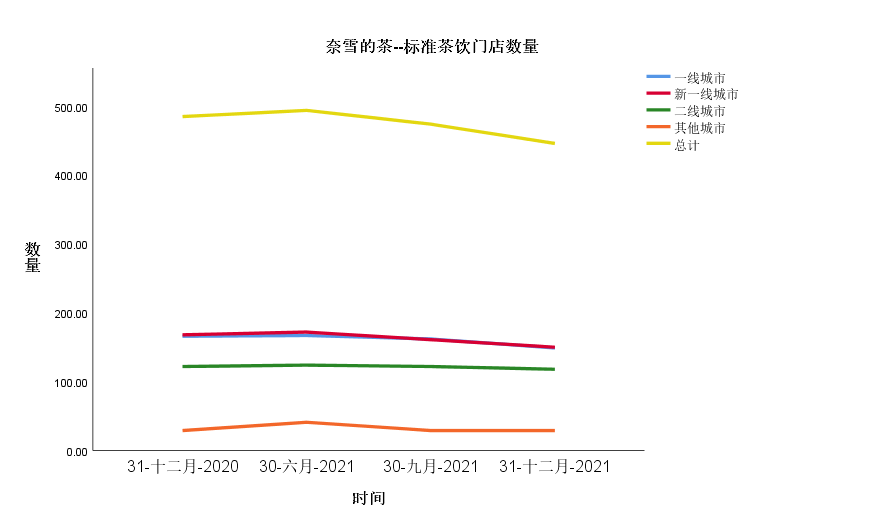 奈雪的茶--标准茶饮门店数量
一线城市
新一线城市
二线城市
其他城市
总计
数量
500.00
400.00
300.00
200.00
100.00
0.00
31-十二月-2020 30-六月-2021 30-九月-2021 31-十二月-2021
时间